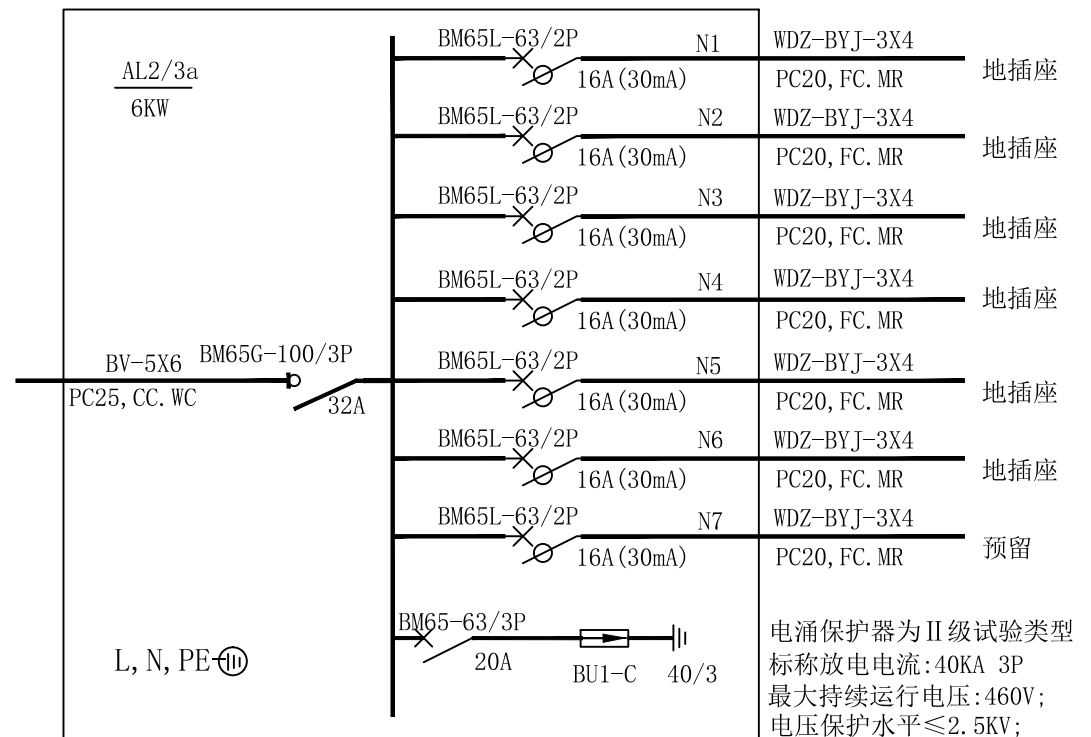 AL2/3a
6KW
BM65L-63/2P N1 WDZ-BYJ-3X4
16A(30mA) PC20,FC.MR 地插座
BM65L-63/2P N2 WDZ-BYJ-3X4
16A(30mA) PC20,FC.MR 地插座
BM65L-63/2P N3 WDZ-BYJ-3X4
16A(30mA) PC20,FC.MR 地插座
BM65L-63/2P N4 WDZ-BYJ-3X4
16A(30mA) PC20,FC.MR 地插座
BV-5X6 BM65G-100/3P
PC25,CC.WC 32A
BM65L-63/2P N5 WDZ-BYJ-3X4
16A(30mA) PC20,FC.MR 地插座
BM65L-63/2P N6 WDZ-BYJ-3X4
16A(30mA) PC20,FC.MR 地插座
BM65L-63/2P N7 WDZ-BYJ-3X4
16A(30mA) PC20,FC.MR 预留
BM65-63/3P
20A BU1-C 40/3
L,N,PE
电涌保护器为Ⅱ级试验类型
标称放电电流:40KA 3P
最大持续运行电压:460V;
电压保护水平≤2.5KV;